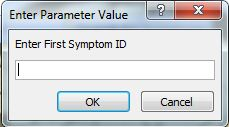 Enter Parameter Value
?
Enter First Symptom ID
OK Cancel